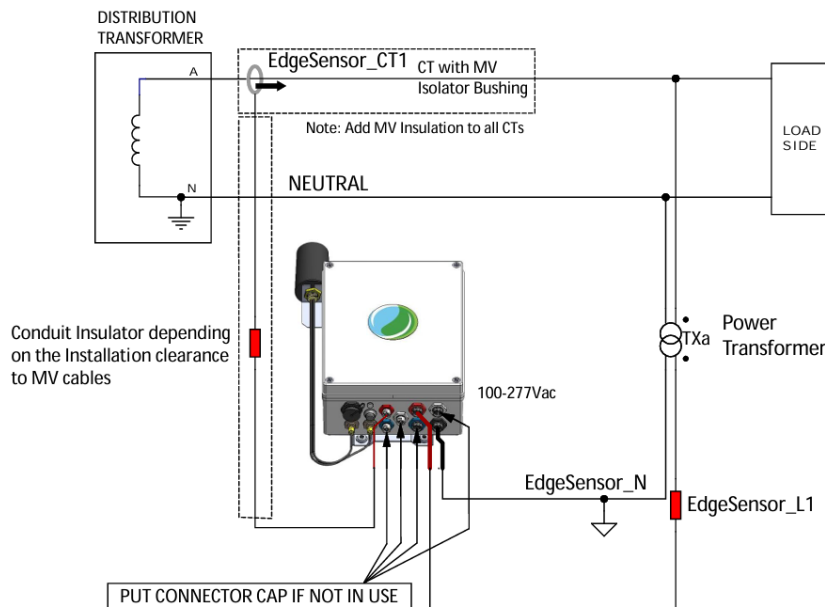 DISTRIBUTION
TRANSFORMER
A
EdgeSensor_CT1
CT with MV
Isolator Bushing
Note: Add MV Insulation to all CTs
LOAD
SIDE
N
NEUTRAL
Conduit Insulator depending
on the Installation clearance
to MV cables
TXa
Power
Transformer
100-277Vac
EdgeSensor_N
EdgeSensor_L1
PUT CONNECTOR CAP IF NOT IN USE